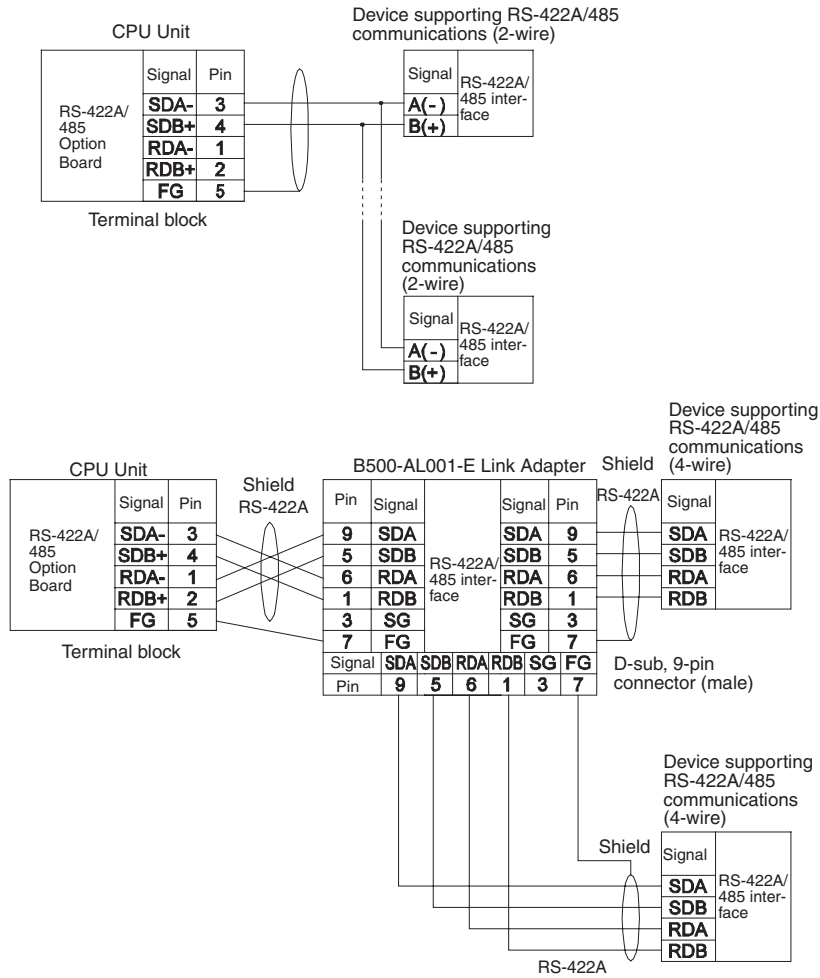 CPU Unit
Device supporting RS-422A/485
communications (2-wire)
RS-422A/
485
Option
Board
Signal Pin
SDA- 3
SDB+ 4
RDA- 1
RDB+ 2
FG 5
Terminal block
Signal
A(-)
B(+)
RS-422A/
485 inter-
face
Device supporting
RS-422A/485
communications
(2-wire)
Signal
A(-)
B(+)
RS-422A/
485 inter-
face
CPU Unit
RS-422A/
485
Option
Board
Signal Pin
SDA- 3
SDB+ 4
RDA- 1
RDB+ 2
FG 5
Terminal block
Shield
RS-422A
B500-AL001-E Link Adapter
Pin Signal
9 SDA
5 SDB
6 RDA
1 RDB
3 SG
7 FG
RS-422A/
485 inter-
face
Signal Pin
SDA 9
SDB 5
RDA 6
RDB 1
SG 3
FG 7
Signal SDA SDB RDA RDB SG FG
Pin 9 5 6 1 3 7
D-sub, 9-pin
connector (male)
Shield
RS-422A
Device supporting
RS-422A/485
communications
(4-wire)
Signal
SDA
SDB
RDA
RDB
RS-422A/
485 inter-
face
Device supporting
RS-422A/485
communications
(4-wire)
Shield
Signal
SDA
SDB
RDA
RDB
RS-422A/
485 inter-
face
RS-422A